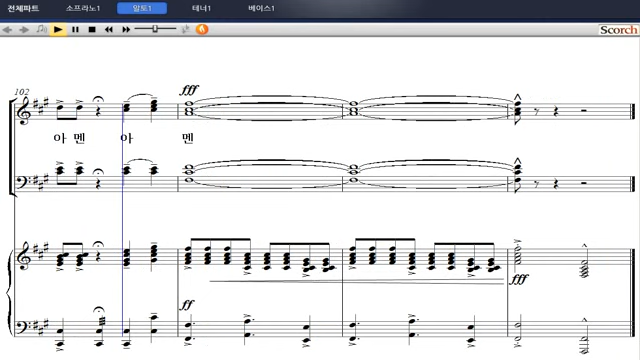 전체파트 소프라노1 알토1 테너1 베이스1
Scorch
102
fff
아 멘 아 멘
ff
fff